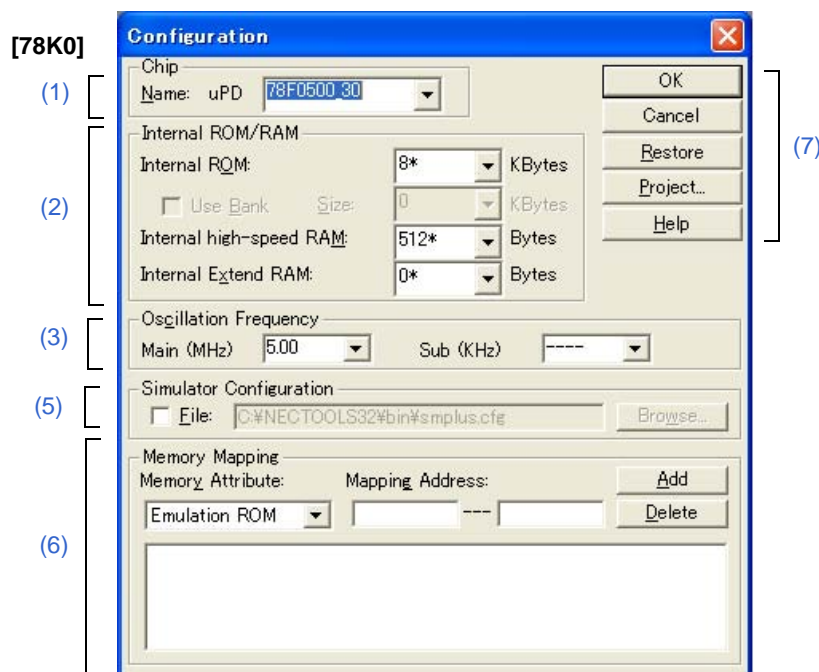 [78K0]
Configuration
(1)
Chip
Name: uPD 78F0500_30
OK
Cancel
Restore
Project...
Help
(7)
(2)
Internal ROM/RAM
Internal ROM: 8* KBytes
Use Bank Size: 0 KBytes
Internal high-speed RAM: 512* Bytes
Internal Extend RAM: 0* Bytes
(3)
Oscillation Frequency
Main (MHz) 5.00 Sub (KHz) ----
(5)
Simulator Configuration
File: C:¥NECTOOLS32¥bin¥smplus.cfg Browse...
(6)
Memory Mapping
Memory Attribute: Mapping Address: Add
Emulation ROM --- Delete